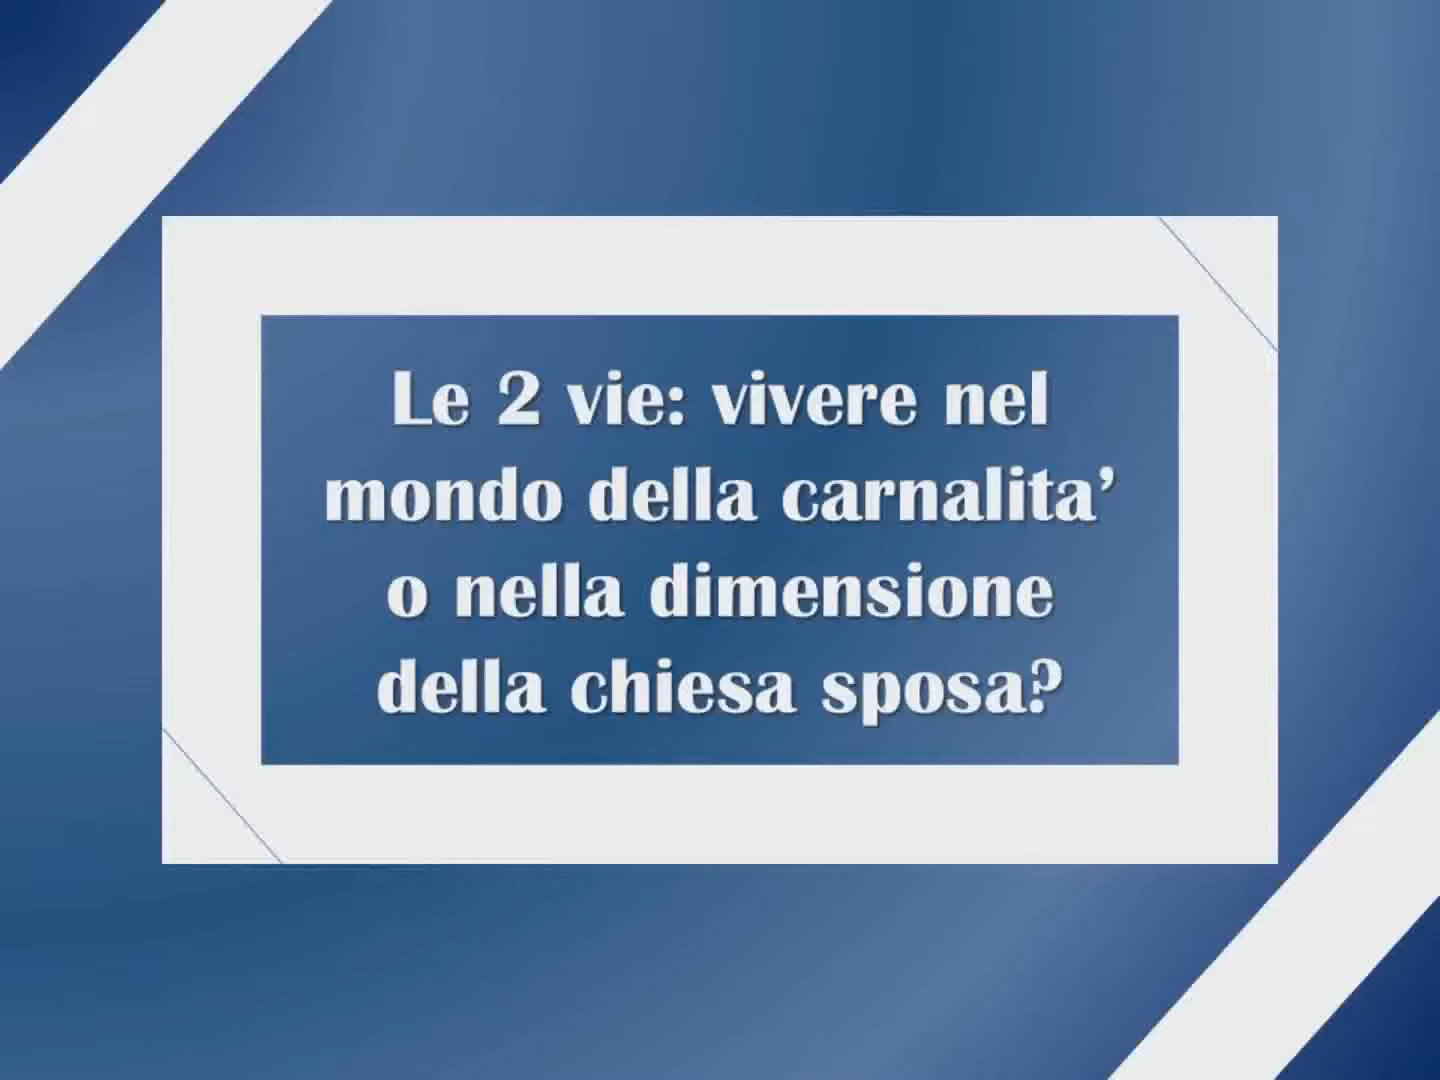 Le 2 vie: vivere nel
mondo della carnalita’
o nella dimensione
della chiesa sposa?